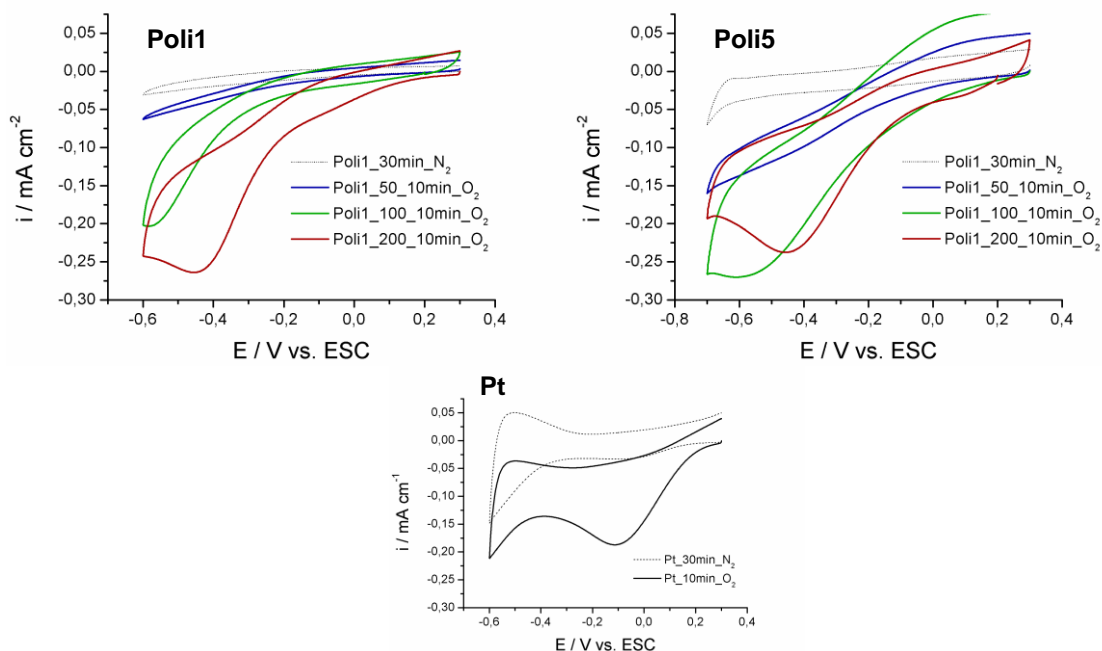 Poli1
0,05
0,00
-0,05
-0,10
-0,15
-0,20
-0,25
-0,30
i / mA cm-2
Poli1_30min_N2
Poli1_50_10min_O2
Poli1_100_10min_O2
Poli1_200_10min_O2
-0,6 -0,4 -0,2 0,0 0,2 0,4
E / V vs. ESC
Poli5
0,05
0,00
-0,05
-0,10
-0,15
-0,20
-0,25
-0,30
i / mA cm-2
Poli1_30min_N2
Poli1_50_10min_O2
Poli1_100_10min_O2
Poli1_200_10min_O2
-0,8 -0,6 -0,4 -0,2 0,0 0,2 0,4
E / V vs. ESC
Pt
0,05
0,00
-0,05
-0,10
-0,15
-0,20
-0,25
-0,30
i / mA cm-1
Pt_30min_N2
Pt_10min_O2
-0,6 -0,4 -0,2 0,0 0,2 0,4
E / V vs. ESC